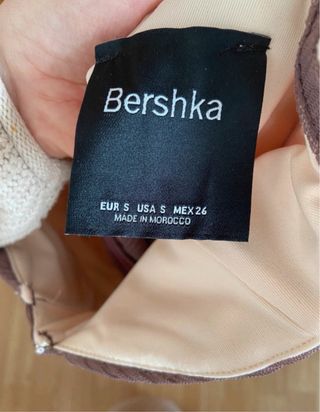 Bershka
EUR S USA S MEX 26
MADE IN MOROCCO